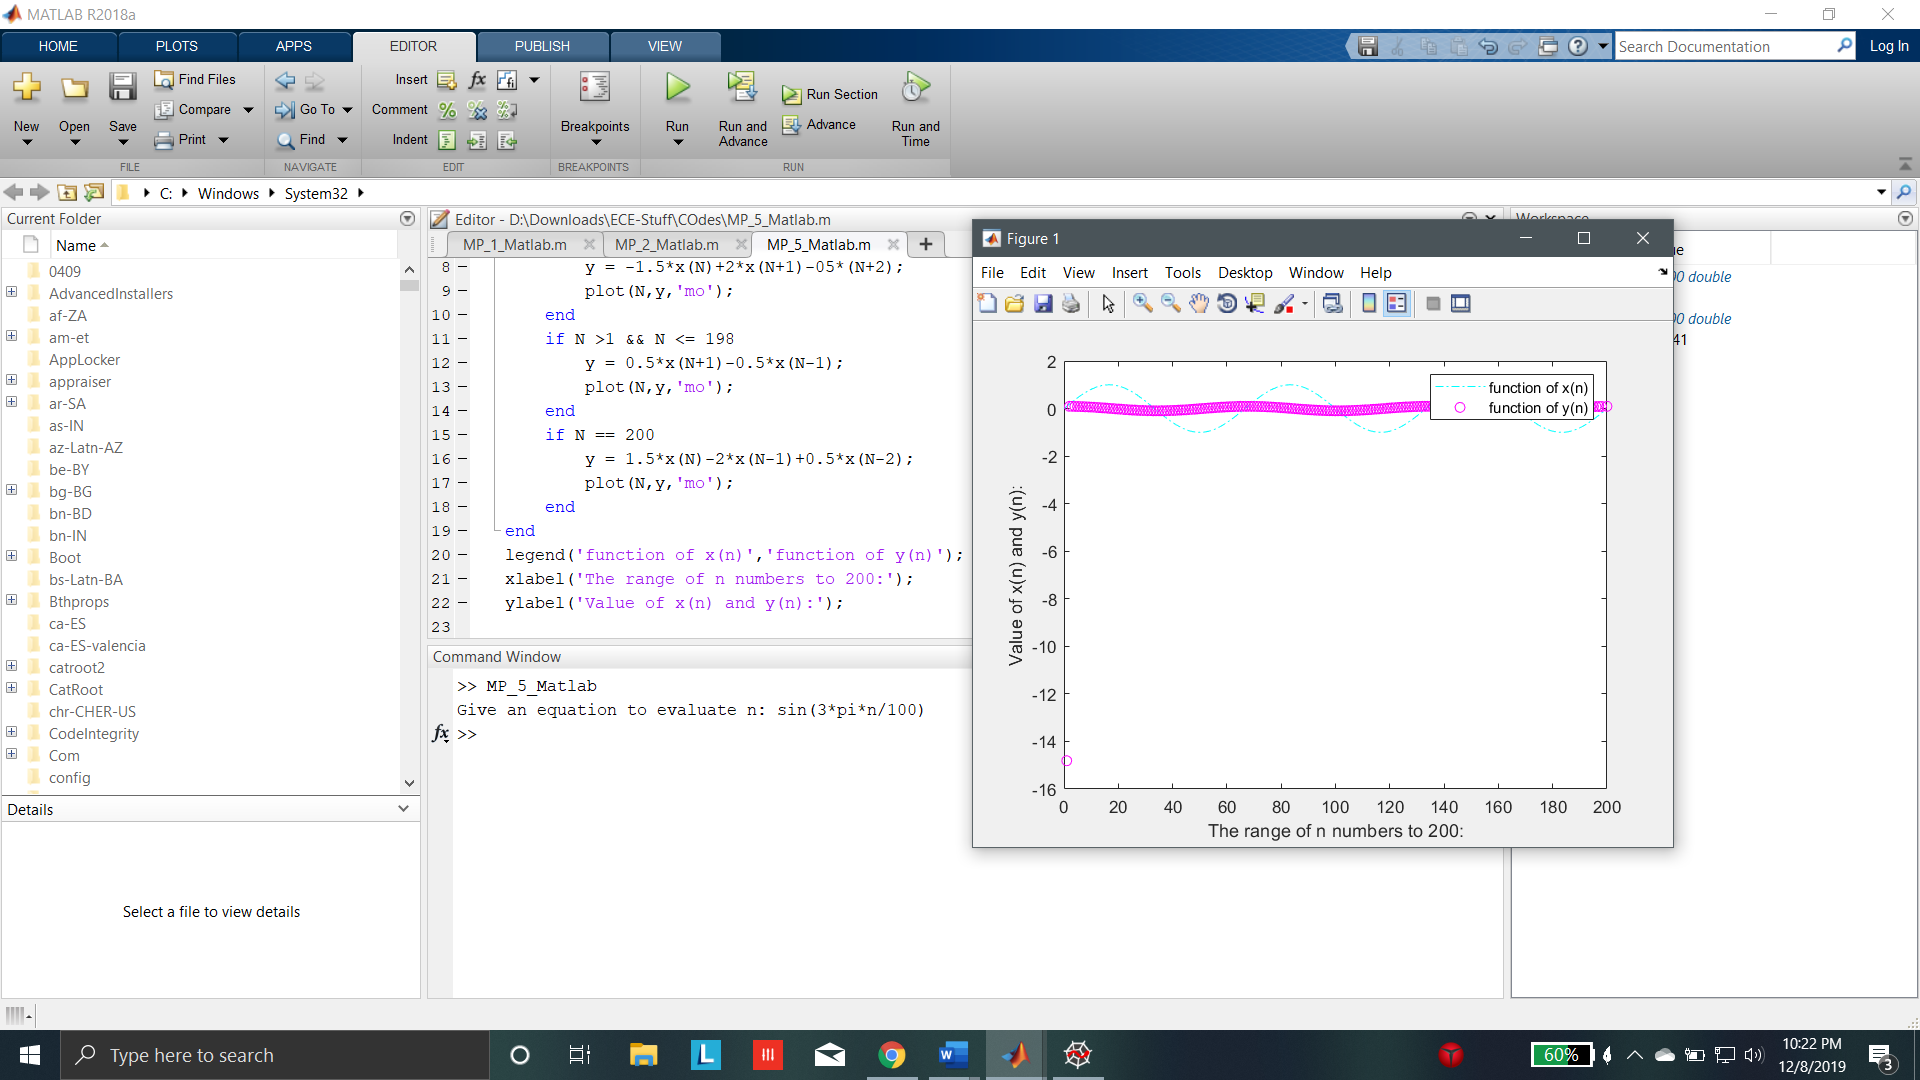 MATLAB R2018a
HOME
PLOTS
APPS
EDITOR
PUBLISH
VIEW
Search Documentation
Log In
New
Open
Save
Find Files
Compare
Print
Go To
Find
Insert
fx
fi
Comment
Indent
Breakpoints
Run
Run and Advance
Run Section
Advance
Run and Time
FILE
NAVIGATE
EDIT
BREAKPOINTS
RUN
C:
Windows
System32
Current Folder
Name
0409
AdvancedInstallers
af-ZA
am-et
AppLocker
appraiser
ar-SA
as-IN
az-Latn-AZ
be-BY
bg-BG
bn-BD
bn-IN
Boot
bs-Latn-BA
Bthprops
ca-ES
ca-ES-valencia
catroot2
CatRoot
chr-CHER-US
CodeIntegrity
Com
config
Details
Select a file to view details
Editor - D:\Downloads\ECE-Stuff\COdes\MP_5_Matlab.m
MP_1_Matlab.m
MP_2_Matlab.m
MP_5_Matlab.m
8 – y = -1.5*x(N)+2*x(N+1)-05*(N+2);
9 – plot(N,y,'mo');
10 – end
11 – if N >1 && N <= 198
12 – y = 0.5*x(N+1)-0.5*x(N-1);
13 – plot(N,y,'mo');
14 – end
15 – if N == 200
16 – y = 1.5*x(N)-2*x(N-1)+0.5*x(N-2);
17 – plot(N,y,'mo');
18 – end
19 – end
20 – legend('function of x(n)','function of y(n)');
21 – xlabel('The range of n numbers to 200:');
22 – ylabel('Value of x(n) and y(n):');
23
Command Window
>> MP_5_Matlab
Give an equation to evaluate n: sin(3*pi*n/100)
fx >>
Figure 1
File
Edit
View
Insert
Tools
Desktop
Window
Help
2
0
-2
-4
-6
-8
-10
-12
-14
-16
Value of x(n) and y(n):
function of x(n)
function of y(n)
0
20
40
60
80
100
120
140
160
180
200
The range of n numbers to 200:
double
double
41
Type here to search
60%
10:22 PM
12/8/2019
3